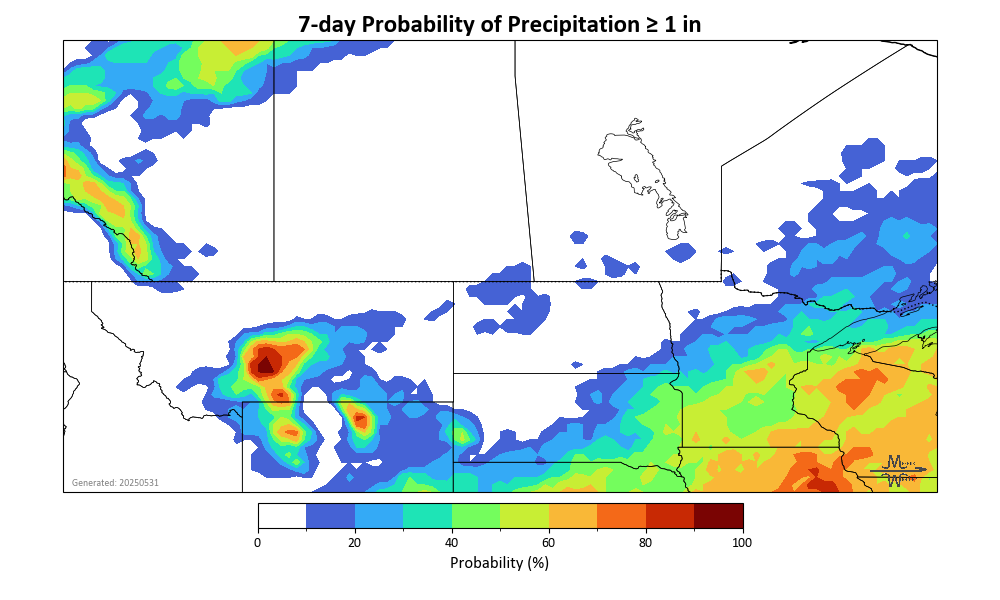 7-day Probability of Precipitation ≥ 1 in
Generated: 20250531
0 20 40 60 80 100
Probability (%)